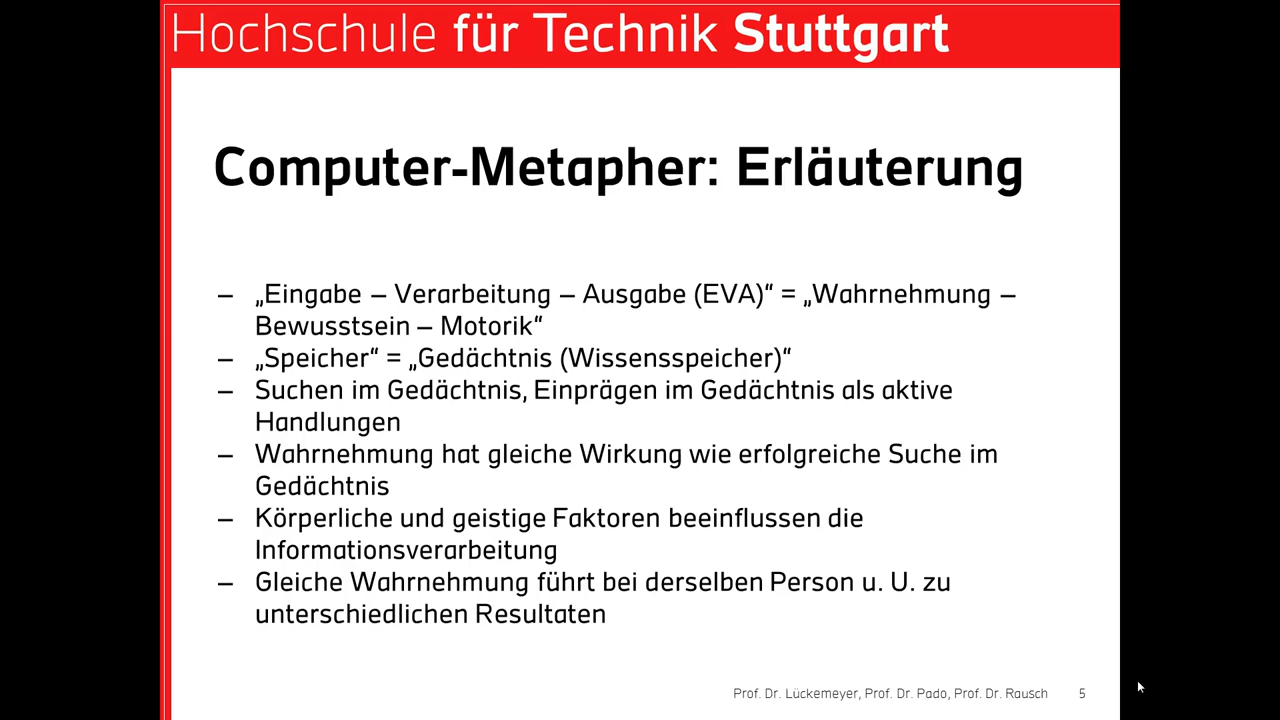 Hochschule für Technik Stuttgart
Computer-Metapher: Erläuterung
– „Eingabe – Verarbeitung – Ausgabe (EVA)“ = „Wahrnehmung –
Bewusstsein – Motorik“
– „Speicher“ = „Gedächtnis (Wissensspeicher)“
– Suchen im Gedächtnis, Einprägen im Gedächtnis als aktive
Handlungen
– Wahrnehmung hat gleiche Wirkung wie erfolgreiche Suche im
Gedächtnis
– Körperliche und geistige Faktoren beeinflussen die
Informationsverarbeitung
– Gleiche Wahrnehmung führt bei derselben Person u. U. zu
unterschiedlichen Resultaten
Prof. Dr. Lückemeyer, Prof. Dr. Pado, Prof. Dr. Rausch 5